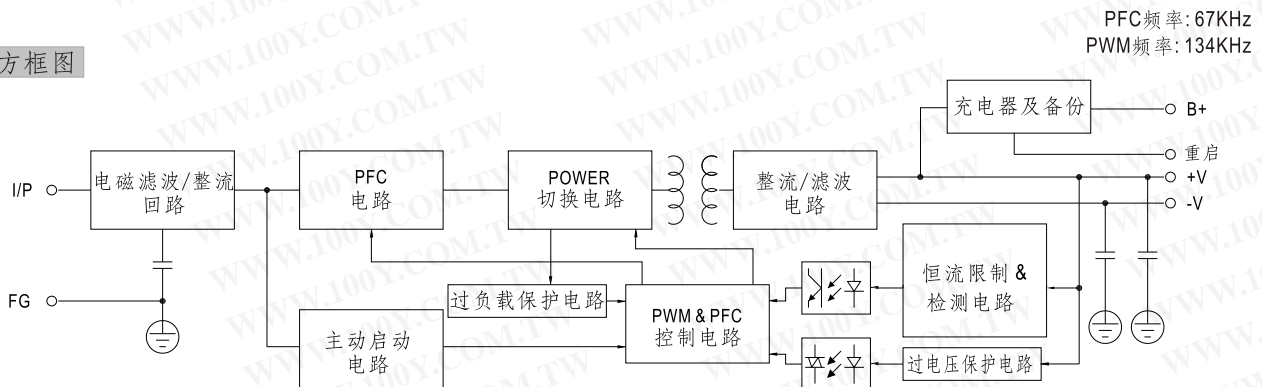 PFC频率: 67KHz
PWM频率: 134KHz
方框图
充电器及备份
B+
重启
+V
-V
I/P
电磁滤波/整流
回路
PFC
电路
POWER
切换电路
整流/滤波
电路
FG
过负载保护电路
恒流限制 &
检测电路
PWM & PFC
控制电路
主动启动
电路
过电压保护电路
WWW.100Y.COM.TW